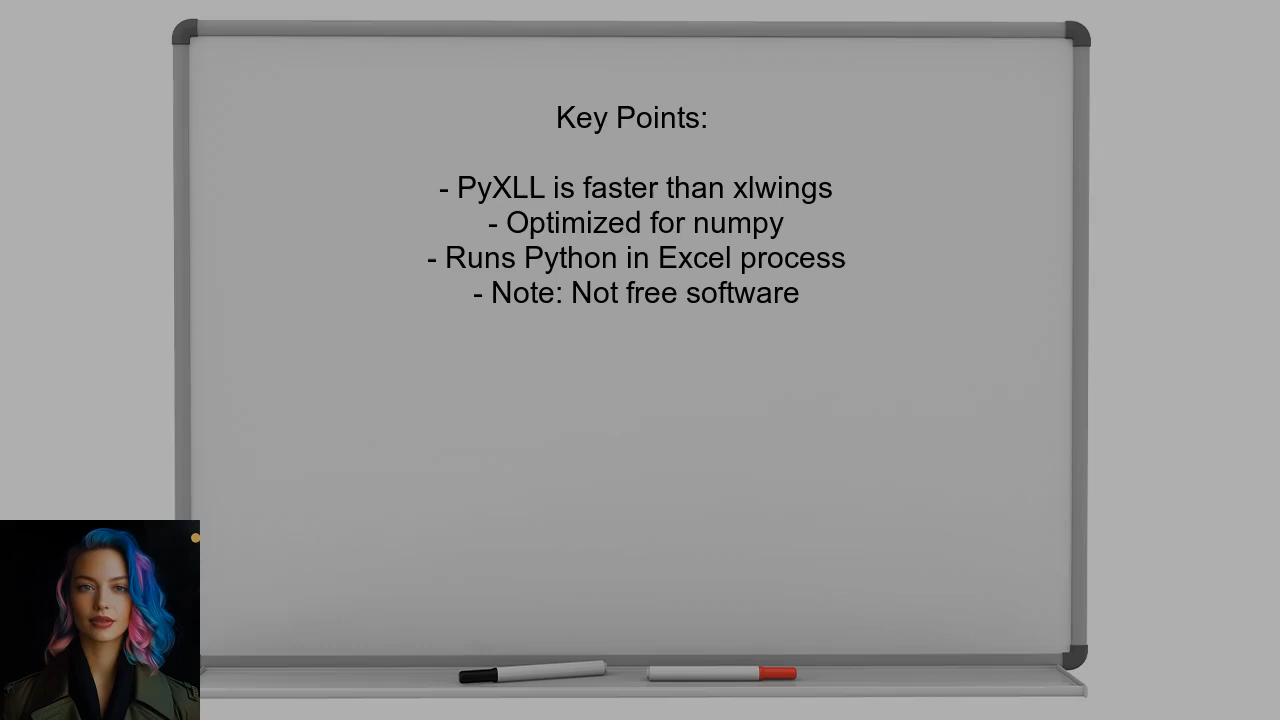 Key Points:
- PyXLL is faster than xlwings
- Optimized for numpy
- Runs Python in Excel process
- Note: Not free software